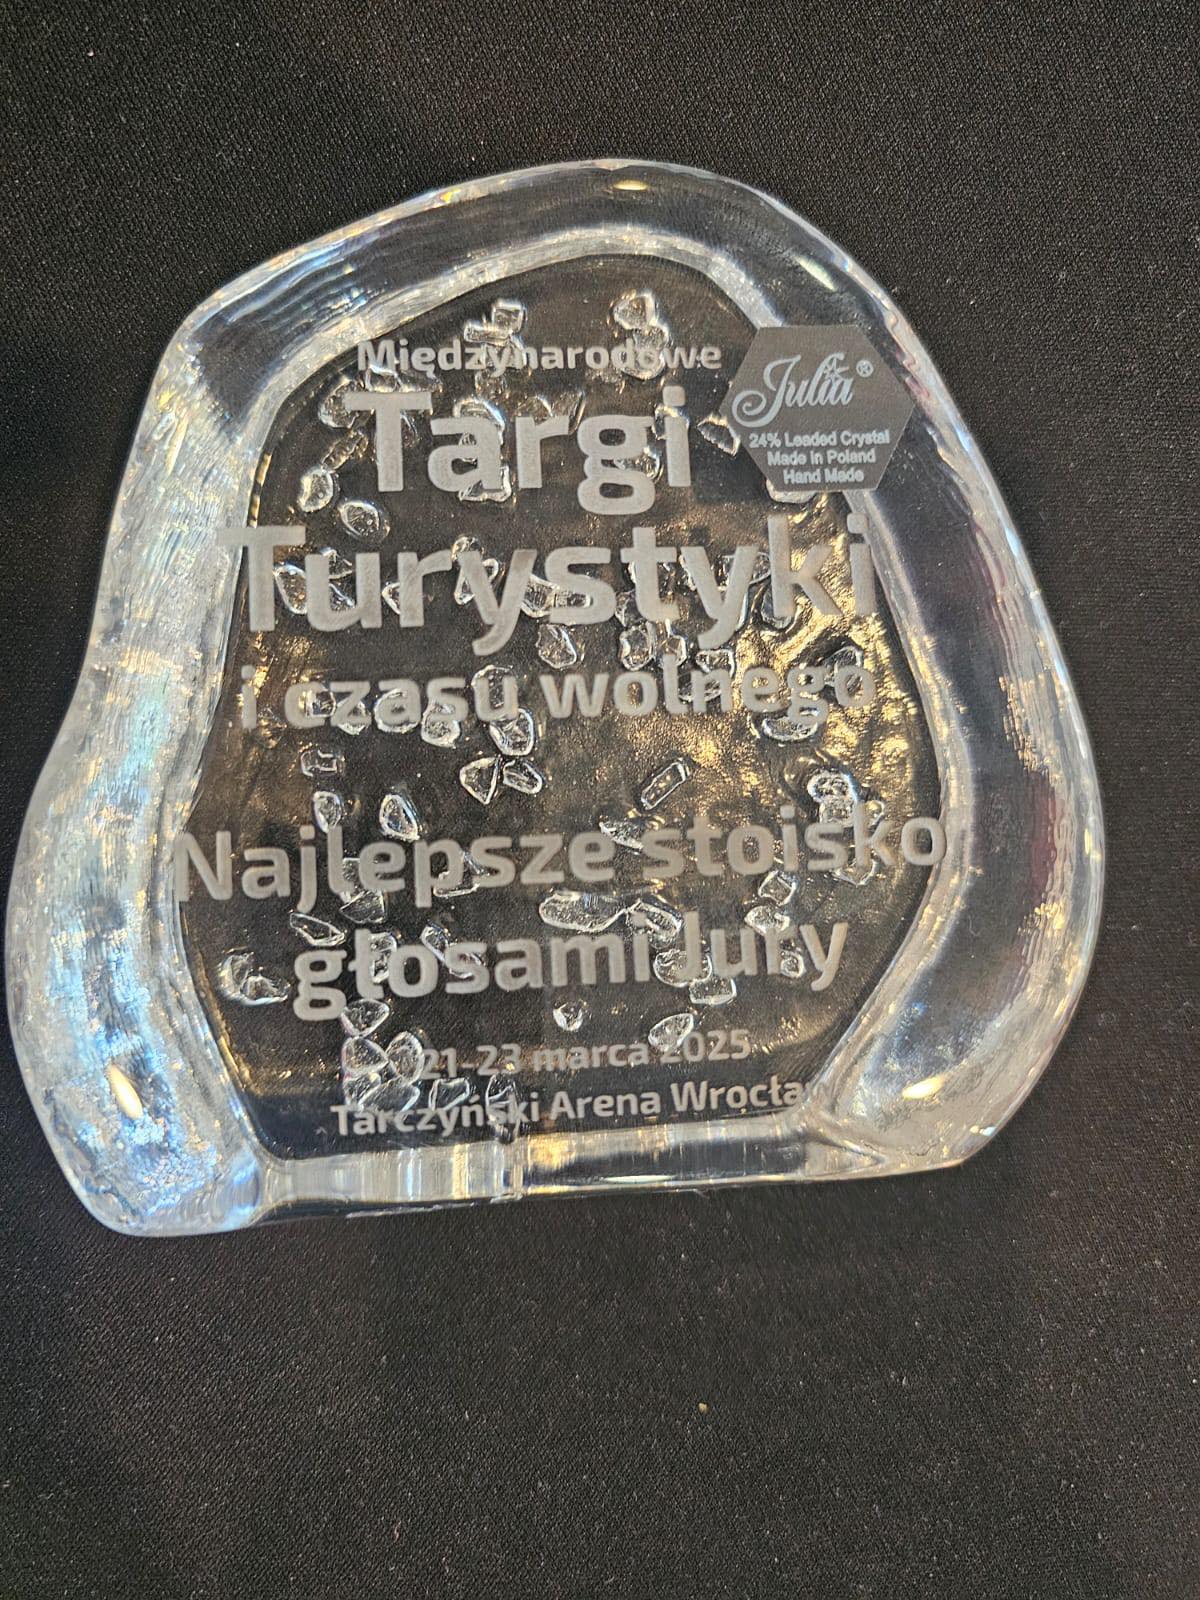 Międzynarodowe
Targi
Turystyki
i czasu wolnego
Najlepsze stoisko
głosami Jury
21-23 marca 2025
Tarczyński Arena Wrocław
Julia®
24% Leaded Crystal
Made in Poland
Hand Made